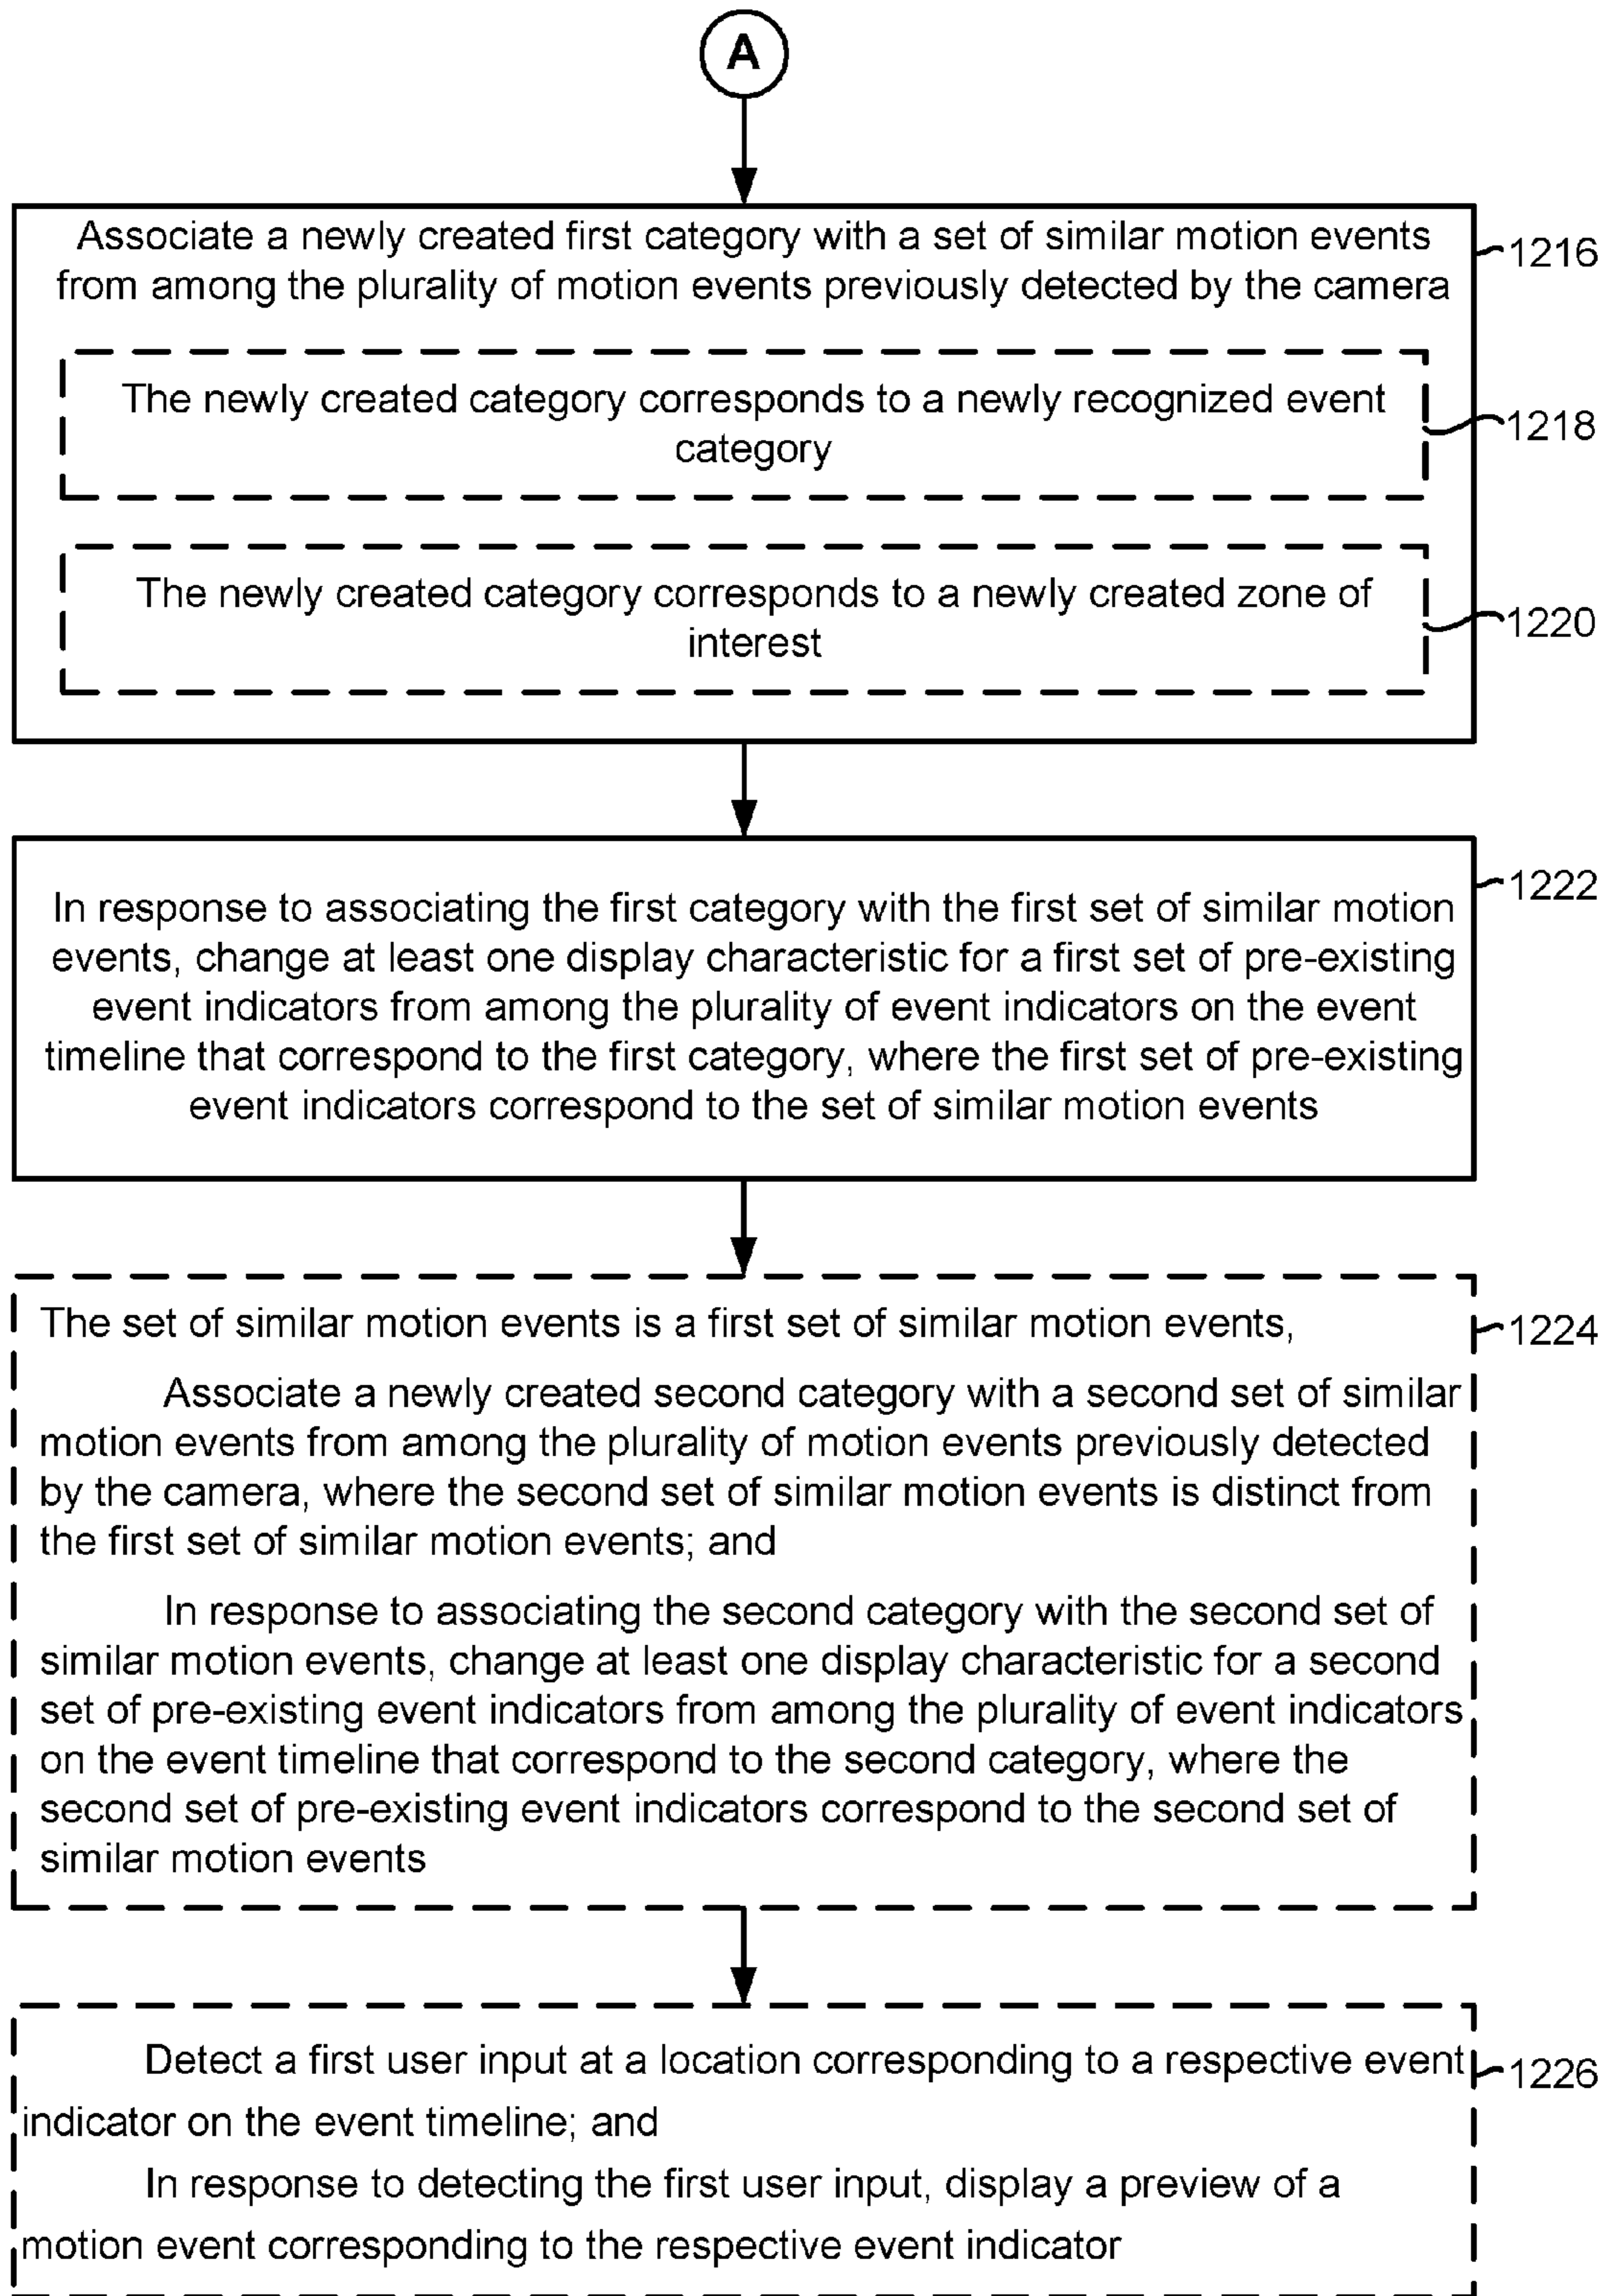 A
Associate a newly created first category with a set of similar motion events
from among the plurality of motion events previously detected by the camera
1216
The newly created category corresponds to a newly recognized event
category
1218
The newly created category corresponds to a newly created zone of
interest
1220
In response to associating the first category with the first set of similar motion
events, change at least one display characteristic for a first set of pre-existing
event indicators from among the plurality of event indicators on the event
timeline that correspond to the first category, where the first set of pre-existing
event indicators correspond to the set of similar motion events
1222
The set of similar motion events is a first set of similar motion events,
Associate a newly created second category with a second set of similar
motion events from among the plurality of motion events previously detected
by the camera, where the second set of similar motion events is distinct from
the first set of similar motion events; and
In response to associating the second category with the second set of
similar motion events, change at least one display characteristic for a second
set of pre-existing event indicators from among the plurality of event indicators
on the event timeline that correspond to the second category, where the
second set of pre-existing event indicators correspond to the second set of
similar motion events
1224
Detect a first user input at a location corresponding to a respective event
indicator on the event timeline; and
In response to detecting the first user input, display a preview of a
motion event corresponding to the respective event indicator
1226